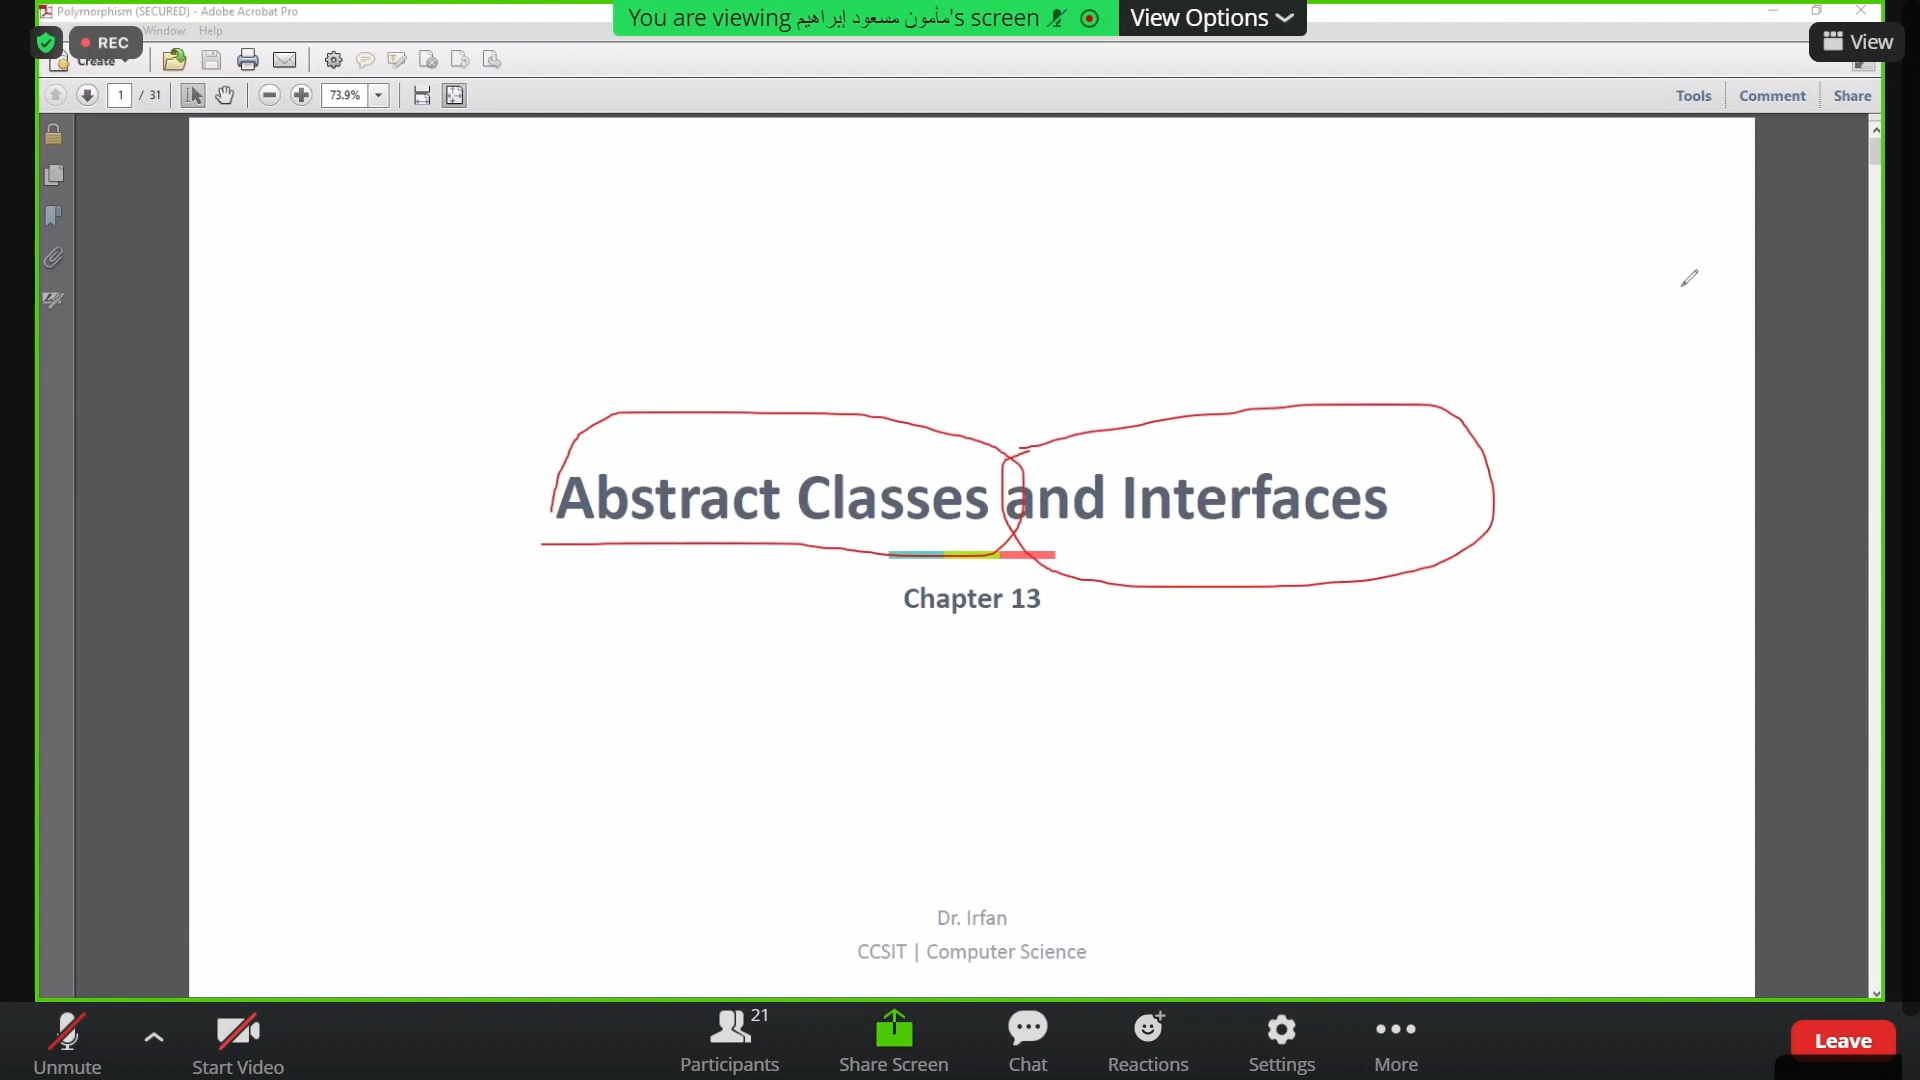 Polymorphism (SECURED) - Adobe Acrobat Pro
You are viewing مأمون مسعود إبراهيم's screen
View Options
Window Help
REC
View
Create
1 / 31
73.9%
Tools
Comment
Share
Abstract Classes and Interfaces
Chapter 13
Dr. Irfan
CCSIT | Computer Science
21
Unmute
Start Video
Participants
Share Screen
Chat
Reactions
Settings
More
Leave